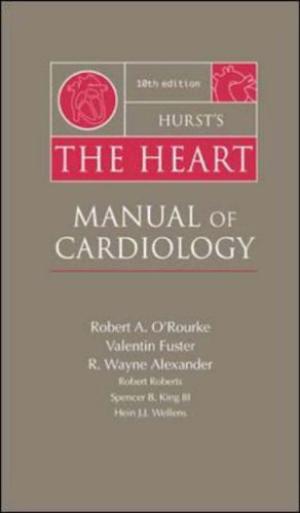 10th edition
HURST'S
THE HEART
MANUAL OF
CARDIOLOGY
Robert A. O'Rourke
Valentin Fuster
R. Wayne Alexander
Robert Roberts
Spencer B. King III
Hein J.J. Wellens